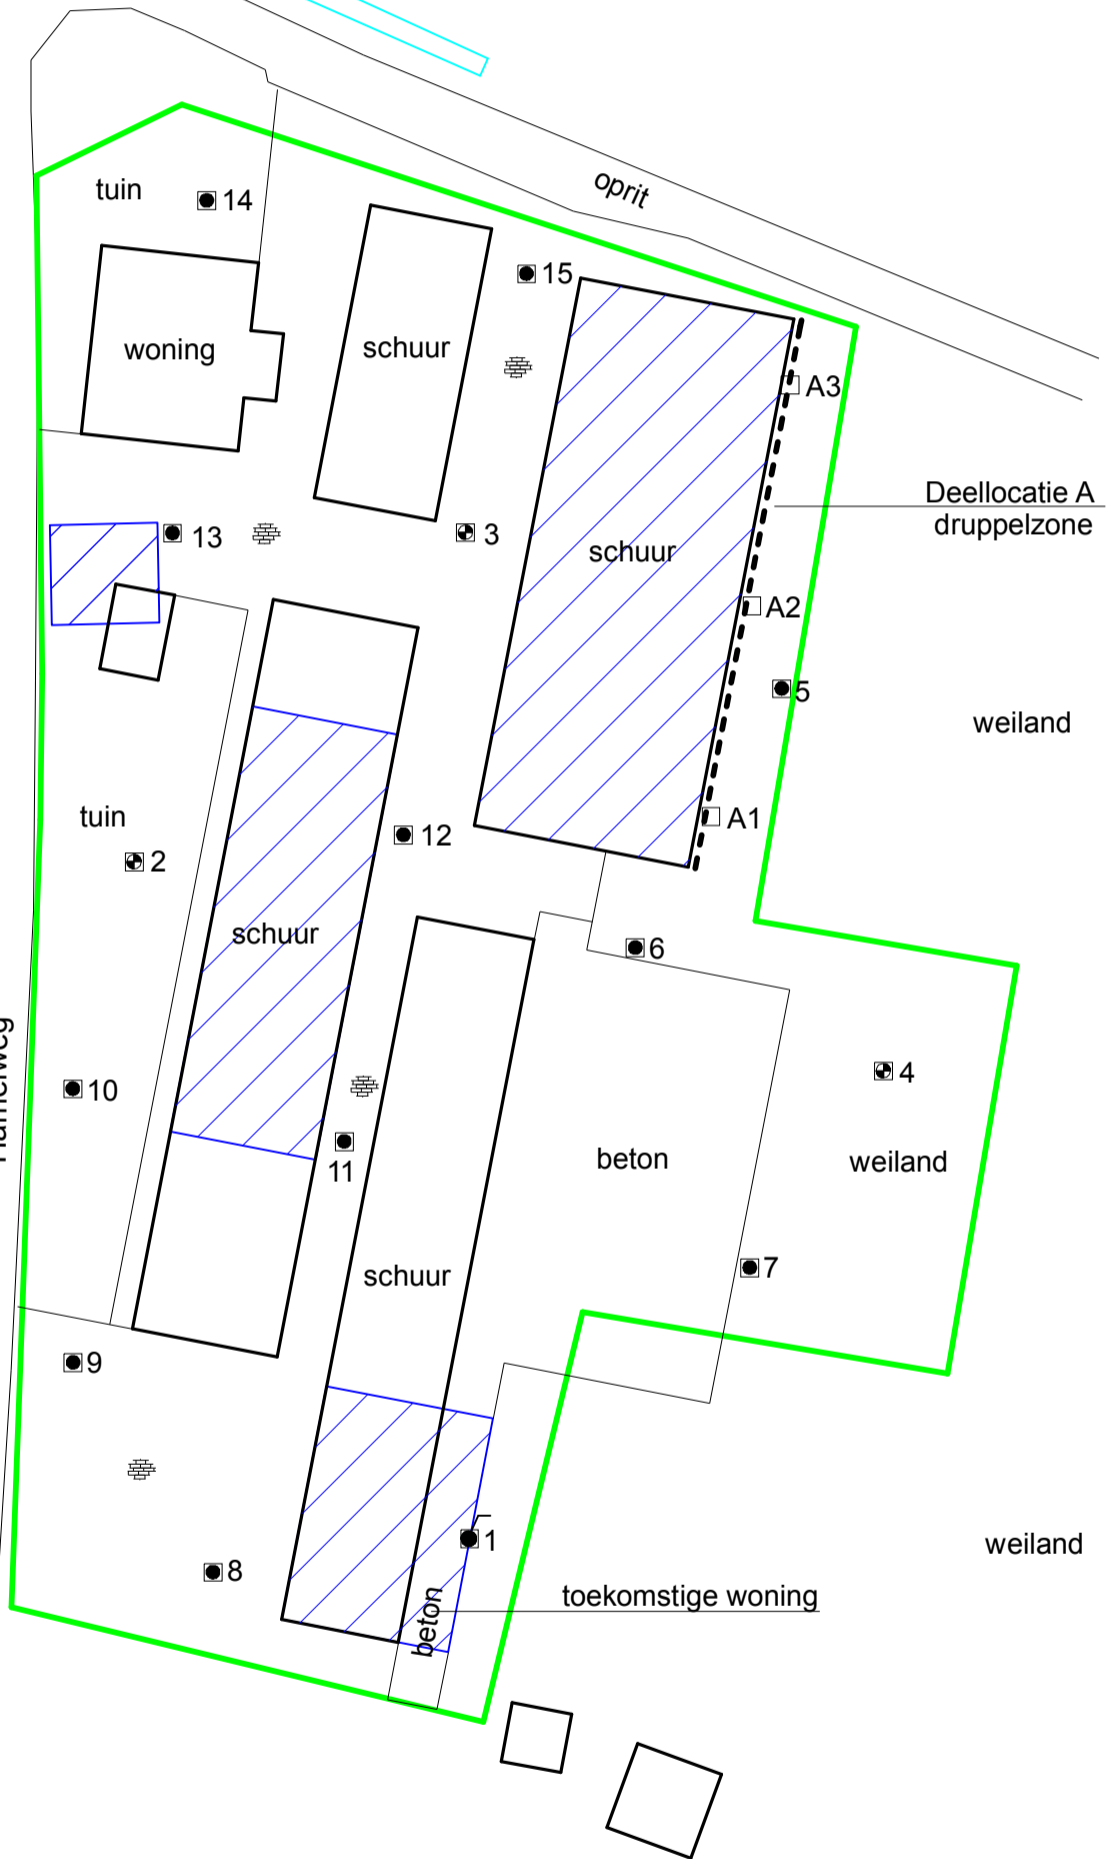 oprit
tuin
14
15
woning
schuur
A3
Deellocatie A
druppelzone
13
3
schuur
A2
5
weiland
tuin
A1
12
2
schuur
6
4
10
11
beton
weiland
7
schuur
9
1
weiland
8
toekomstige woning
beton